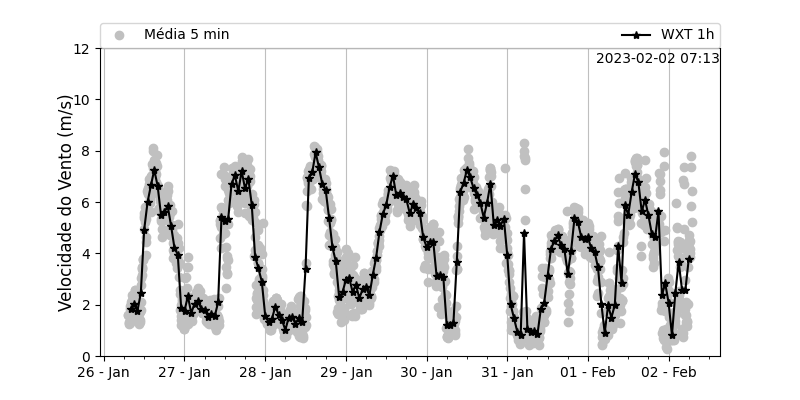 Média 5 min
WXT 1h
2023-02-02 07:13
Velocidade do Vento (m/s)
12
10
8
6
4
2
0
26 - Jan
27 - Jan
28 - Jan
29 - Jan
30 - Jan
31 - Jan
01 - Feb
02 - Feb